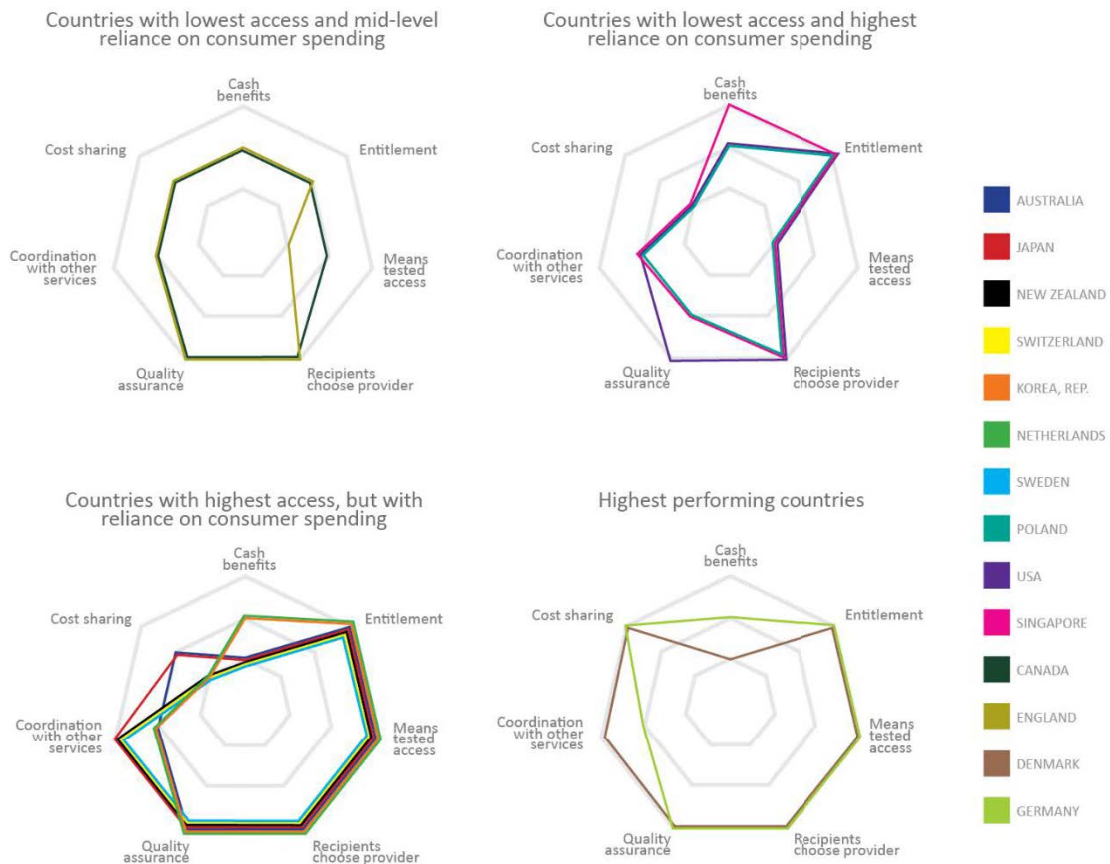 Countries with lowest access and mid-level
reliance on consumer spending
Cash
benefits
Cost sharing
Entitlement
Coordination
with other
services
Means
tested
access
Quality
assurance
Recipients
choose provider
Countries with lowest access and highest
reliance on consumer spending
Cash
benefits
Cost sharing
Entitlement
Coordination
with other
services
Means
tested
access
Quality
assurance
Recipients
choose provider
Countries with highest access, but with
reliance on consumer spending
Cash
benefits
Cost sharing
Entitlement
Coordination
with other
services
Means
tested
access
Quality
assurance
Recipients
choose provider
Highest performing countries
Cash
benefits
Cost sharing
Entitlement
Coordination
with other
services
Means
tested
access
Quality
assurance
Recipients
choose provider
AUSTRALIA
JAPAN
NEW ZEALAND
SWITZERLAND
KOREA, REP.
NETHERLANDS
SWEDEN
POLAND
USA
SINGAPORE
CANADA
ENGLAND
DENMARK
GERMANY